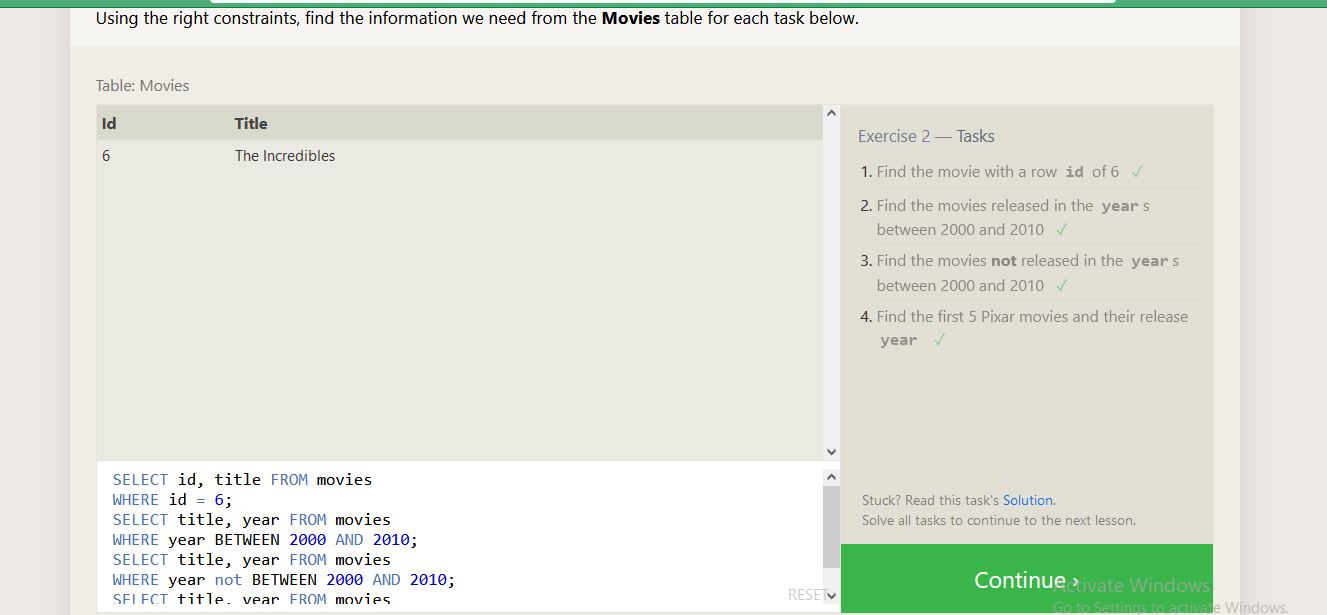 Using the right constraints, find the information we need from the Movies table for each task below.
Table: Movies
Id Title
6 The Incredibles
SELECT id, title FROM movies
WHERE id = 6;
SELECT title, year FROM movies
WHERE year BETWEEN 2000 AND 2010;
SELECT title, year FROM movies
WHERE year not BETWEEN 2000 AND 2010;
SELECT title, year FROM movies
RESET
Exercise 2 — Tasks
1. Find the movie with a row id of 6 ✓
2. Find the movies released in the year s
between 2000 and 2010 ✓
3. Find the movies not released in the year s
between 2000 and 2010 ✓
4. Find the first 5 Pixar movies and their release
year ✓
Stuck? Read this task's Solution.
Solve all tasks to continue to the next lesson.
Continue ›
Activate Windows
Go to Settings to activate Windows.